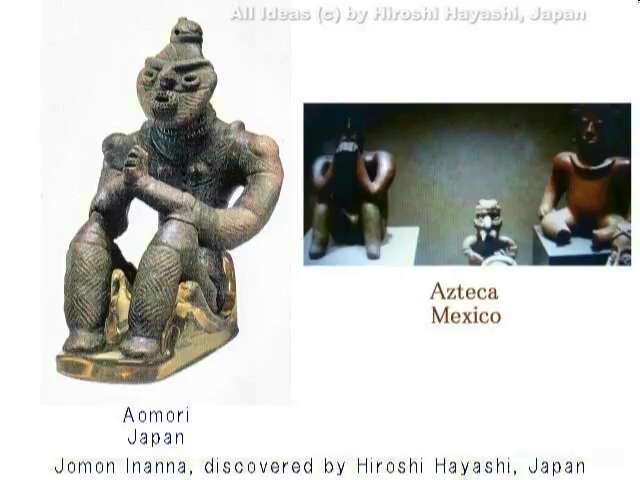 All Ideas (c) by Hiroshi Hayashi, Japan
Azteca
Mexico
Aomori
Japan
Jomon Inanna, discovered by Hiroshi Hayashi, Japan